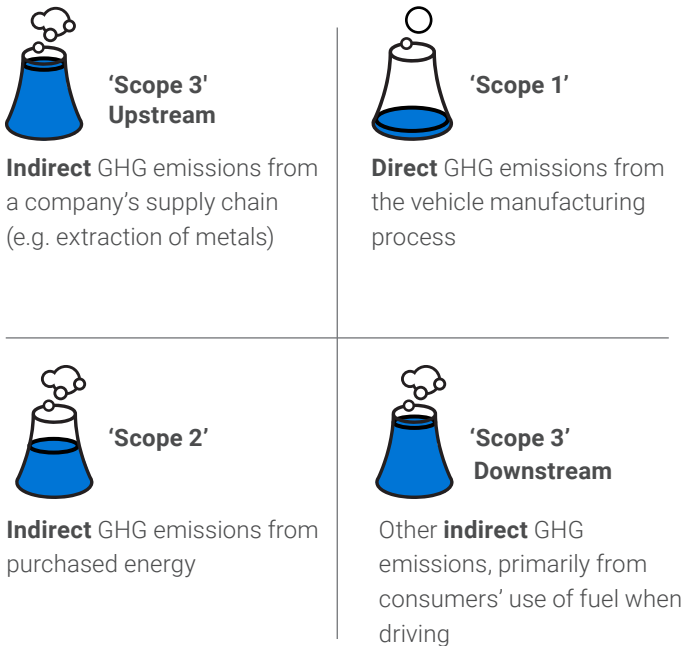 ‘Scope 3'
Upstream
Indirect GHG emissions from
a company’s supply chain
(e.g. extraction of metals)
‘Scope 1’
Direct GHG emissions from
the vehicle manufacturing
process
‘Scope 2’
Indirect GHG emissions from
purchased energy
‘Scope 3’
Downstream
Other indirect GHG
emissions, primarily from
consumers’ use of fuel when
driving